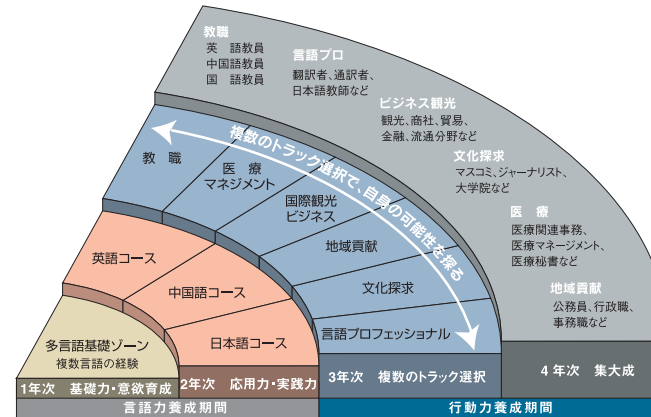 教職
英　語教員
中国語教員
国　語教員
言語プロ
翻訳者、通訳者、
日本語教師など
ビジネス観光
観光、商社、貿易、
金融、流通分野など
文化探求
マスコミ、ジャーナリスト、
大学院など
医　療
医療関連事務、
医療マネージメント、
医療秘書など
地域貢献
公務員、行政職、
事務職など
複数のトラック選択で、自身の可能性を探る
教　職
医　療
マネジメント
国際観光
ビジネス
地域貢献
文化探求
言語プロフェッショナル
英語コース
中国語コース
日本語コース
多言語基礎ゾーン
複数言語の経験
1年次　基礎力・意欲育成
2年次　応用力・実践力
3年次　複数のトラック選択
4年次　集大成
言語力養成期間
行動力養成期間